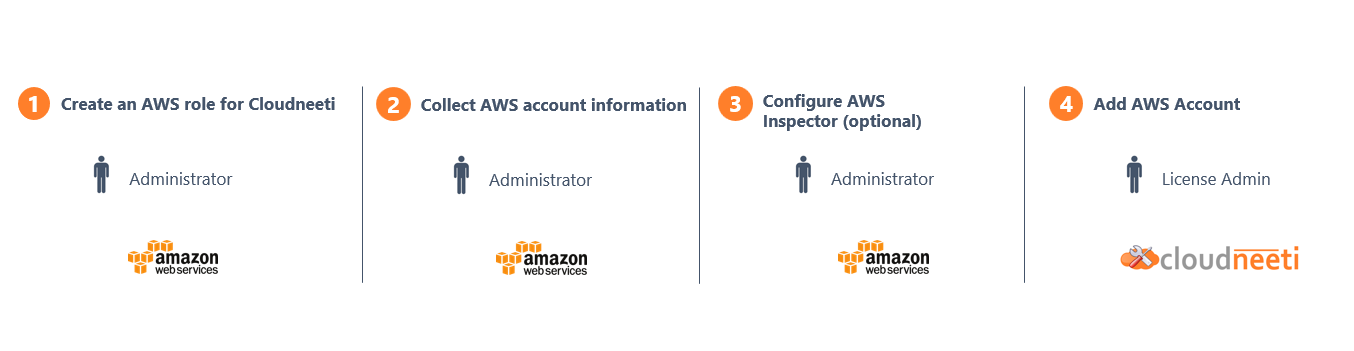 1 Create an AWS role for Cloudneeti
Administrator
amazon
web services
2 Collect AWS account information
Administrator
amazon
web services
3 Configure AWS
Inspector (optional)
Administrator
amazon
web services
4 Add AWS Account
License Admin
cloudneeti